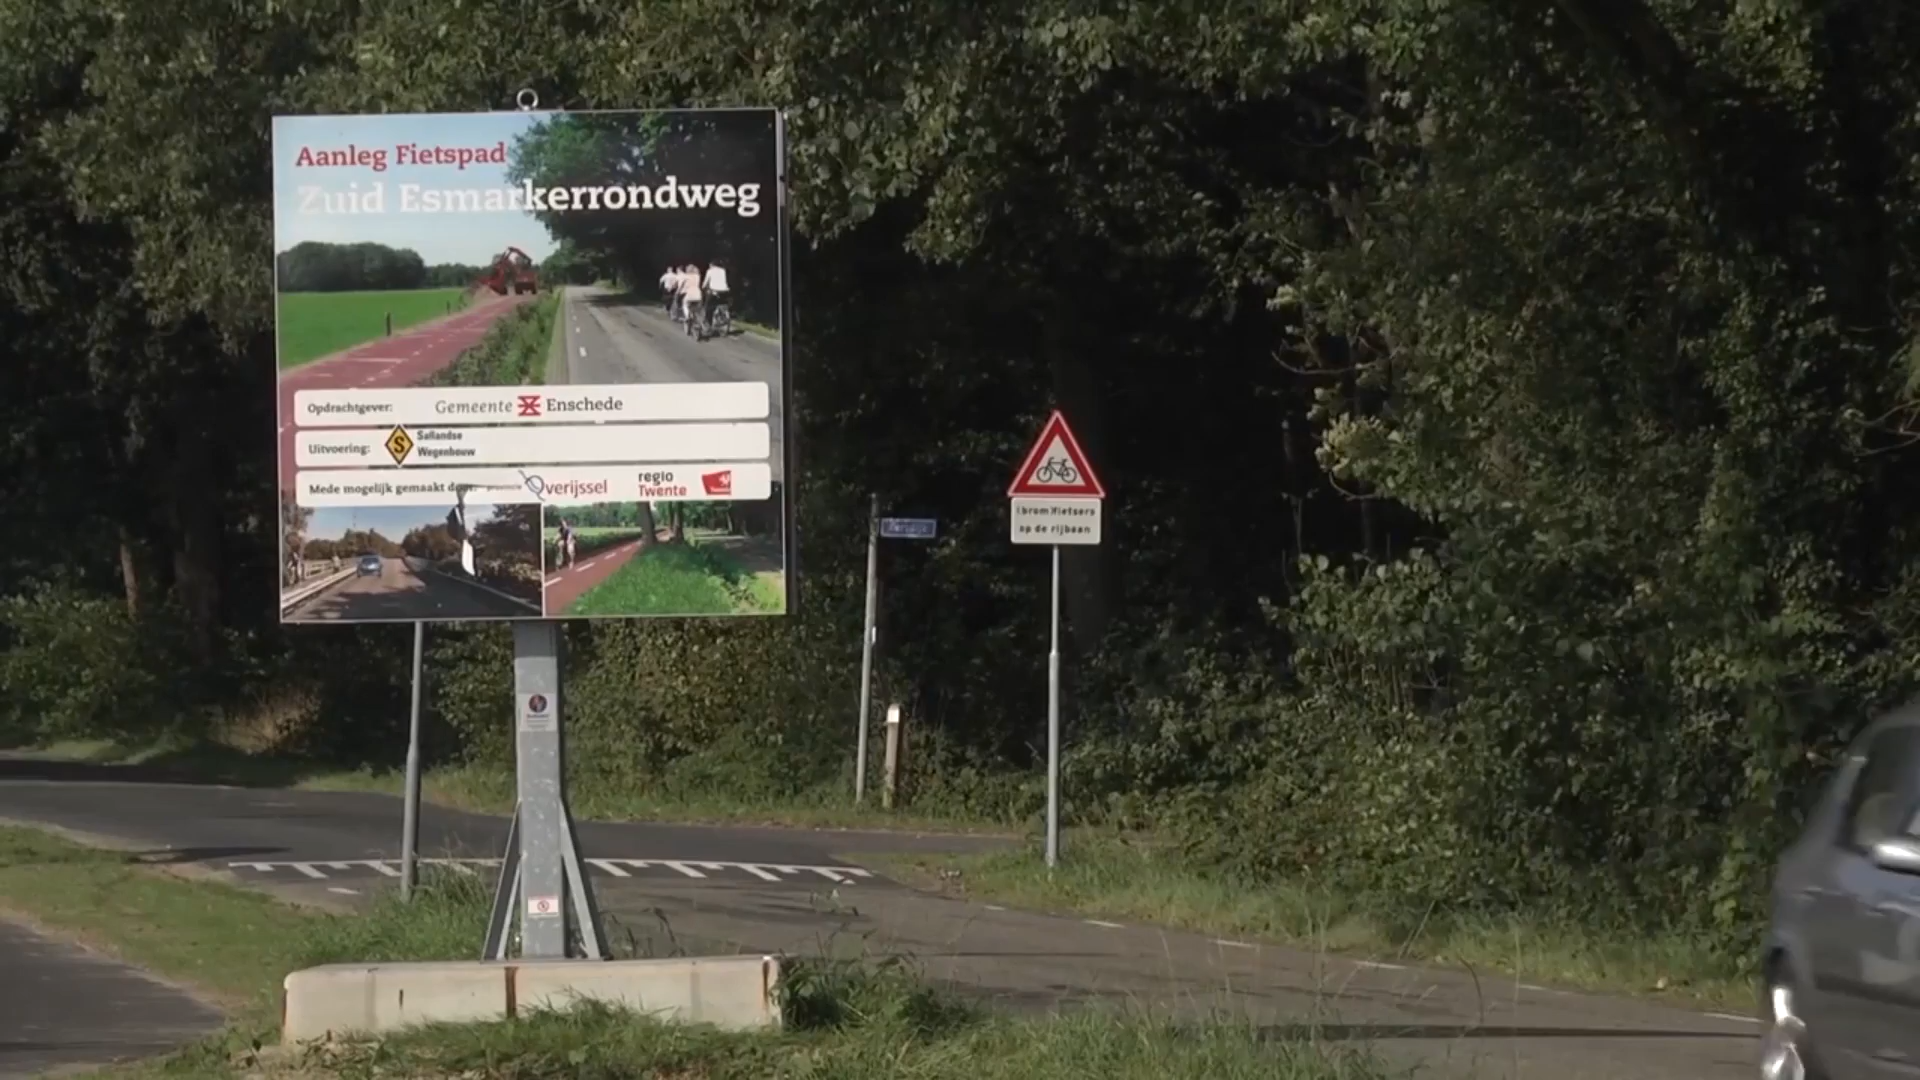 Aanleg Fietspad
Zuid Esmarkerrondweg
Opdrachtgever: Gemeente Enschede
Uitvoering: S Sallandse Wegenbouw
Mede mogelijk gemaakt door: provincie Overijssel regio Twente
(brom)fietsers
op de rijbaan